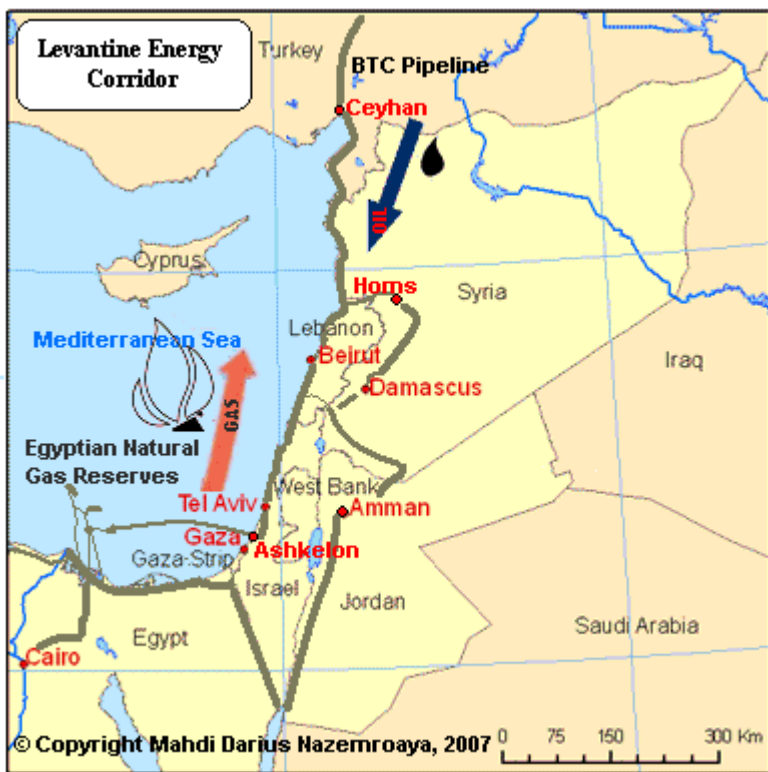 Levantine Energy
Corridor
Turkey
BTC Pipeline
Ceyhan
OIL
Cyprus
Homs
Syria
Lebanon
Mediterranean Sea
Beirut
Iraq
Damascus
GAS
Egyptian Natural
Gas Reserves
West Bank
Tel Aviv
Amman
Gaza
Ashkelon
Gaza-Strip
Israel
Jordan
Saudi Arabia
Egypt
Cairo
© Copyright Mahdi Darius Nazemroaya, 2007
0 75 150 300 Km